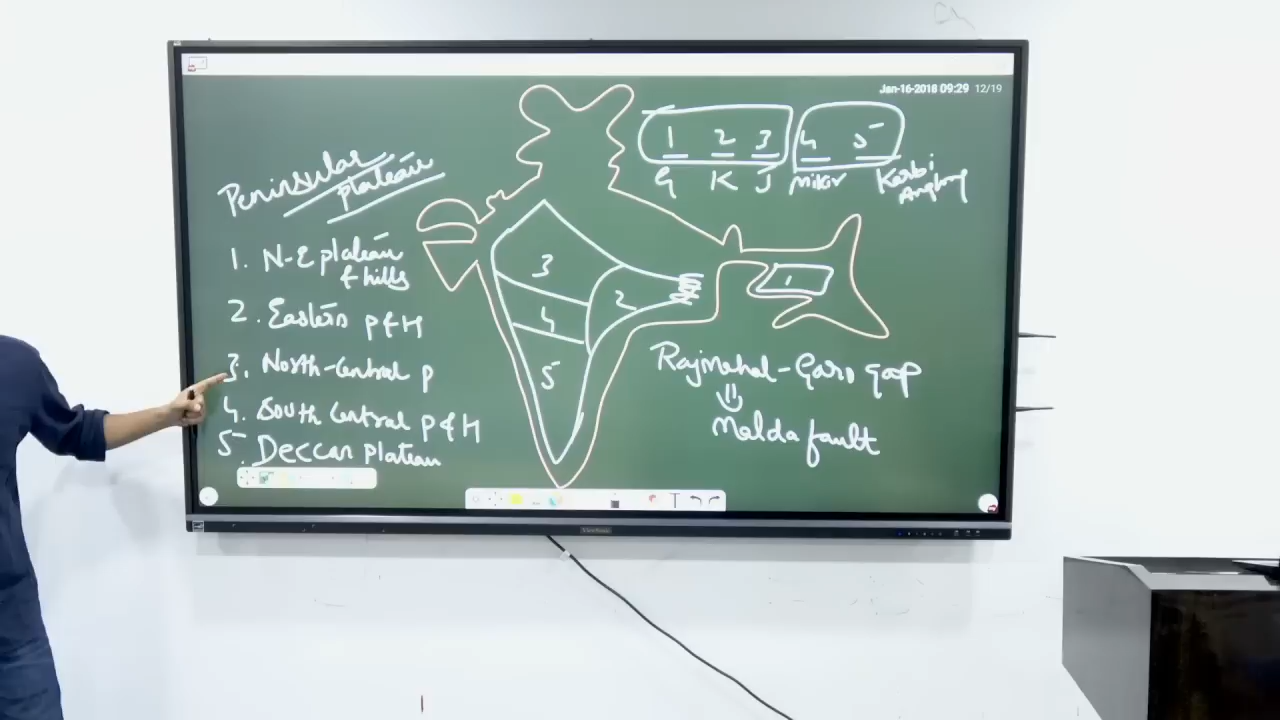 Jan-16-2018 09:29 12/19
Peninsular
plateau
1. N-E plateau
& hills
2. Eastern P & H
3. North-Central P
4. South Central P & H
5. Deccan plateau
1 2 3 4 5
G K J Mikir Karbi
Anglong
3
2
4
5
1
Rajmahal-Garo gap
Malda fault
ViewSonic